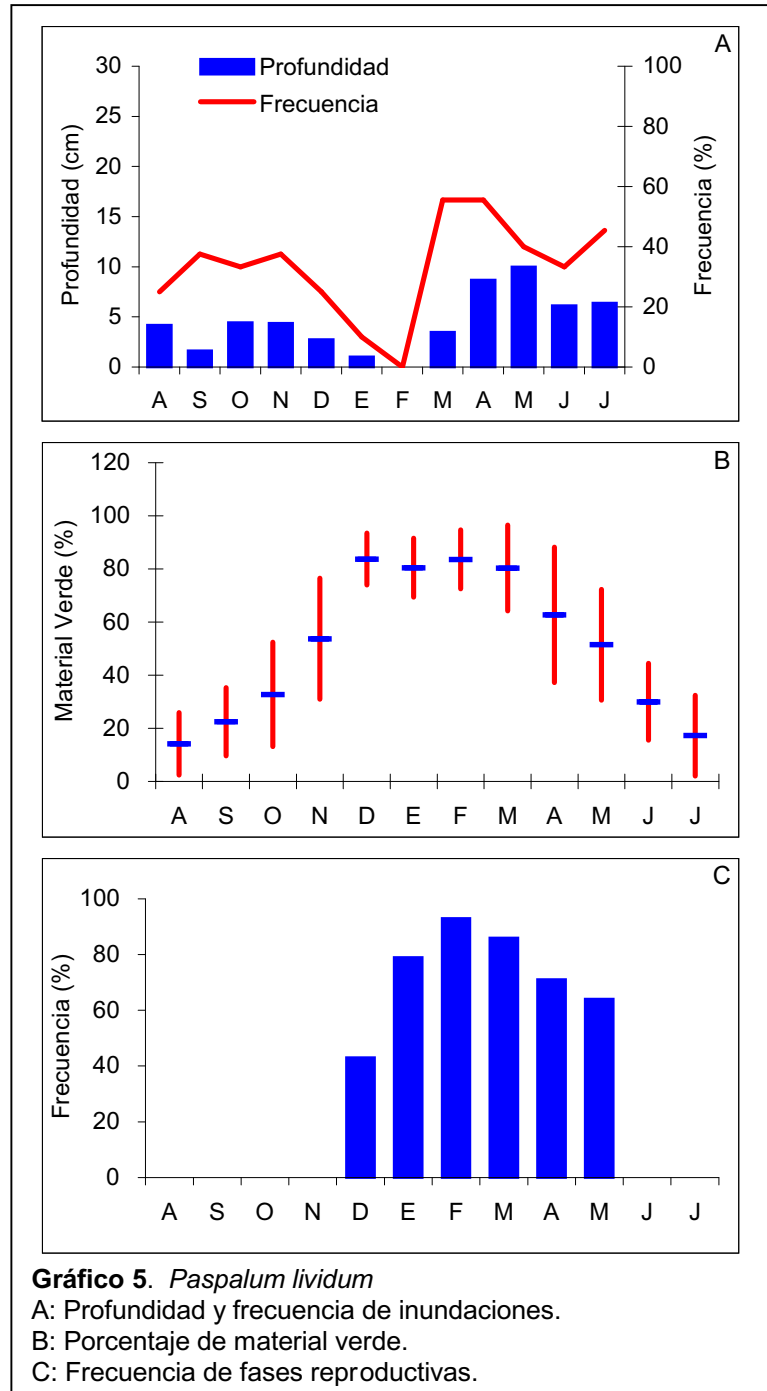 A
Profundidad
Frecuencia
30
25
20
15
10
5
0
Profundidad (cm)
100
80
60
40
20
0
Frecuencia (%)
A S O N D E F M A M J J
B
120
100
80
60
40
20
0
Material Verde (%)
A S O N D E F M A M J J
C
100
80
60
40
20
0
Frecuencia (%)
A S O N D E F M A M J J
Gráfico 5. Paspalum lividum
A: Profundidad y frecuencia de inundaciones.
B: Porcentaje de material verde.
C: Frecuencia de fases reproductivas.